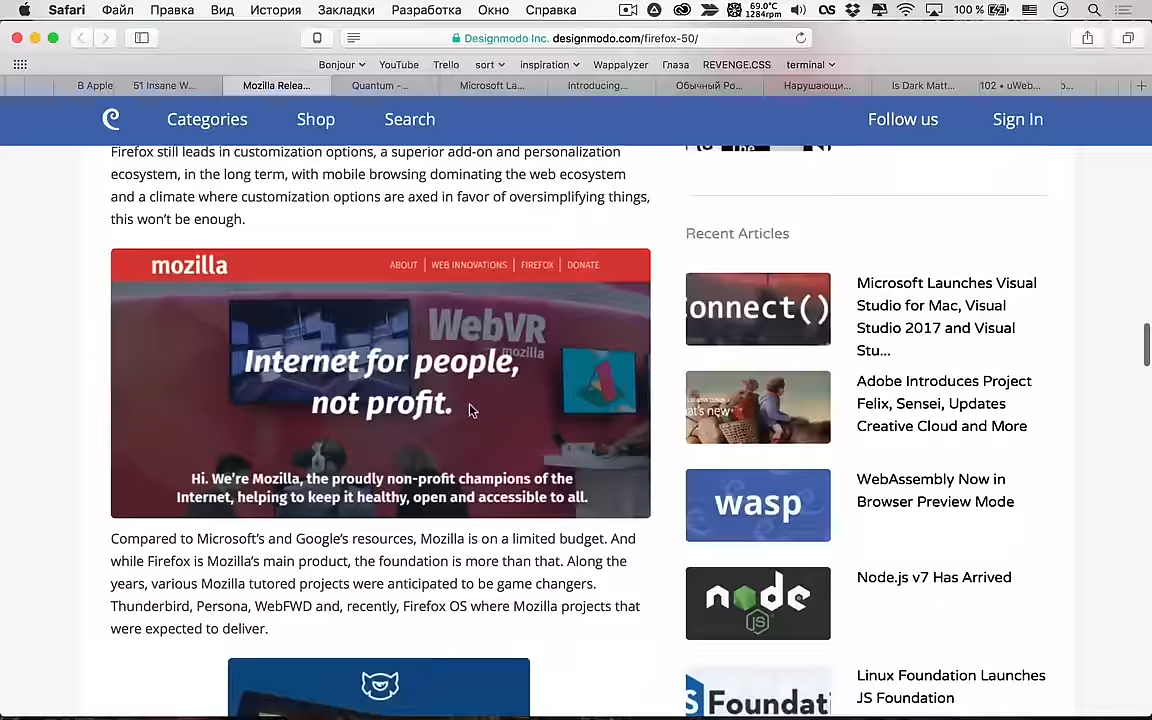 Safari Файл Правка Вид История Закладки Разработка Окно Справка 69.0°C 1284rpm 100 %
Designmodo Inc. designmodo.com/firefox-50/
Bonjour YouTube Trello sort inspiration Wappalyzer Глаза REVENGE.CSS terminal
B Apple 51 Insane W... Mozilla Relea... Quantum -... Microsoft La... Introducing... Обычный Ро... Нарушающи... Is Dark Matt... 102 • uWeb...
Categories Shop Search Follow us Sign In
Firefox still leads in customization options, a superior add-on and personalization
ecosystem, in the long term, with mobile browsing dominating the web ecosystem
and a climate where customization options are axed in favor of oversimplifying things,
this won't be enough.
mozilla ABOUT WEB INNOVATIONS FIREFOX DONATE
WebVR
mozilla
Internet for people,
not profit.
Hi. We're Mozilla, the proudly non-profit champions of the
Internet, helping to keep it healthy, open and accessible to all.
Compared to Microsoft's and Google's resources, Mozilla is on a limited budget. And
while Firefox is Mozilla's main product, the foundation is more than that. Along the
years, various Mozilla tutored projects were anticipated to be game changers.
Thunderbird, Persona, WebFWD and, recently, Firefox OS where Mozilla projects that
were expected to deliver.
Recent Articles
onnect()
Microsoft Launches Visual
Studio for Mac, Visual
Studio 2017 and Visual
Stu...
at's new
Adobe Introduces Project
Felix, Sensei, Updates
Creative Cloud and More
wasp
WebAssembly Now in
Browser Preview Mode
node
JS
Node.js v7 Has Arrived
S Foundati
Linux Foundation Launches
JS Foundation